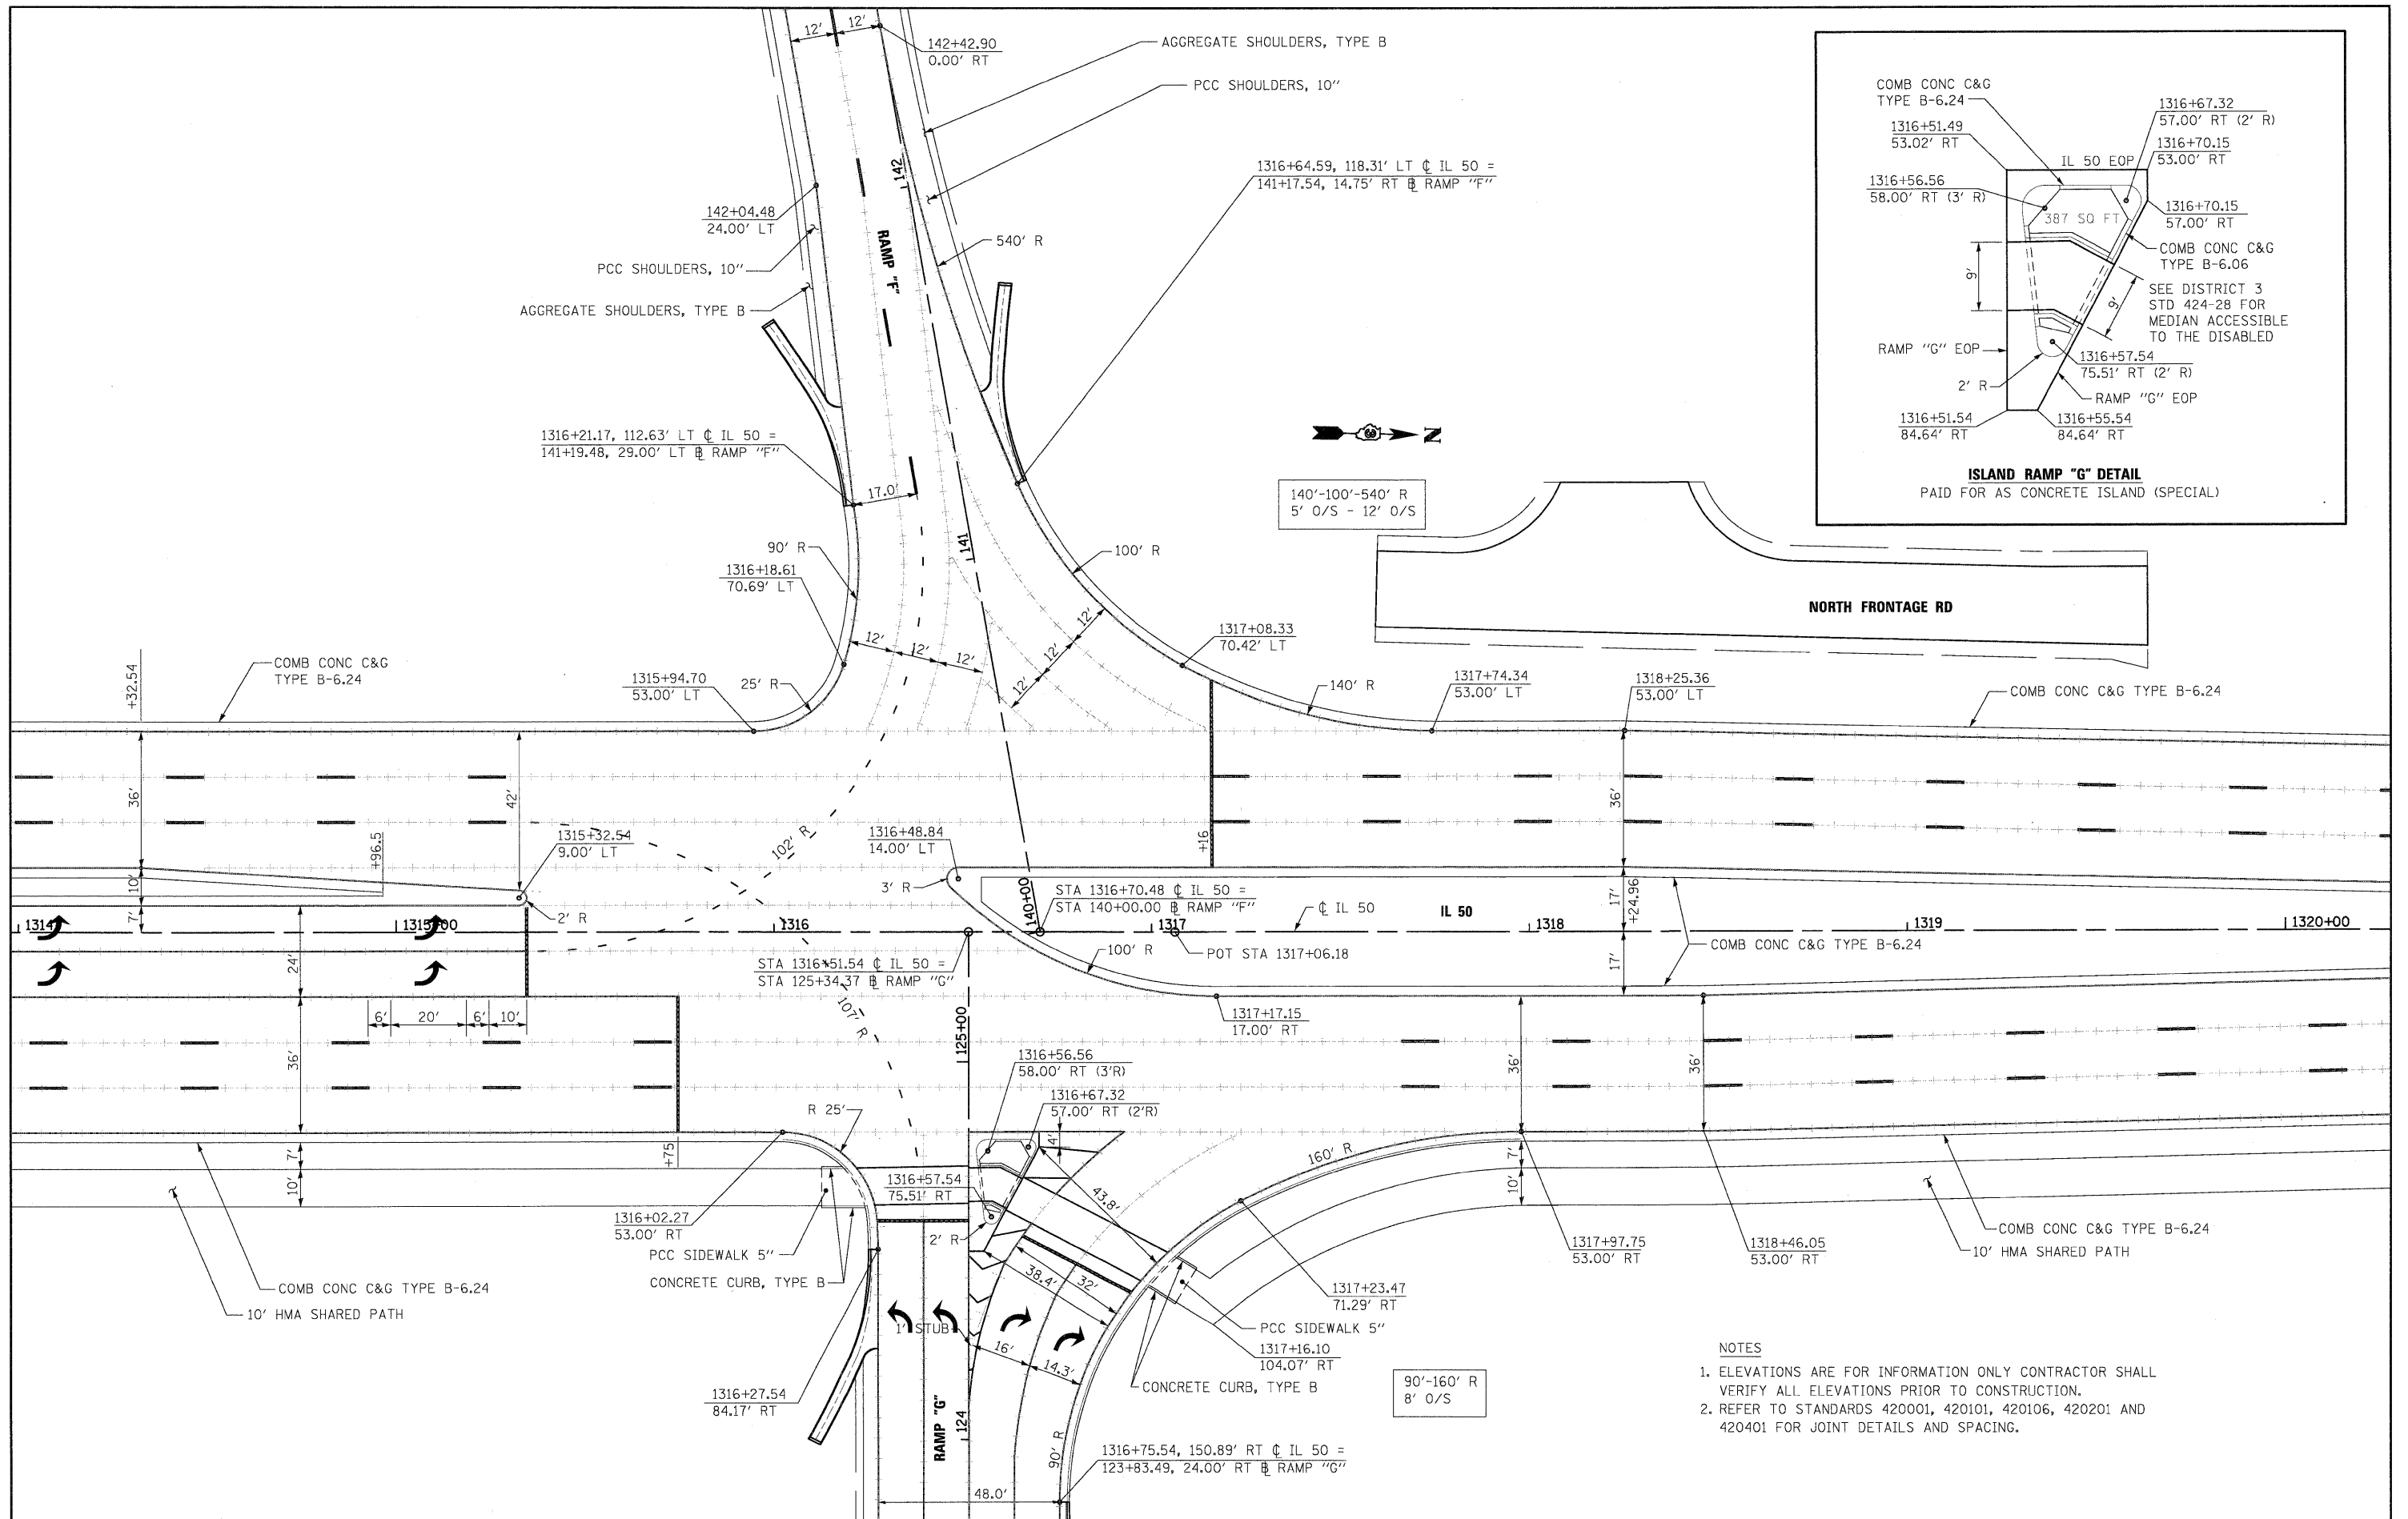 12'
12'
142+42.90
0.00' RT
AGGREGATE SHOULDERS, TYPE B
PCC SHOULDERS, 10"
142
1316+64.59, 118.31' LT ℄ IL 50 =
141+17.54, 14.75' RT B̶L RAMP "F"
142+04.48
24.00' LT
RAMP "F"
540' R
PCC SHOULDERS, 10"
AGGREGATE SHOULDERS, TYPE B
1316+21.17, 112.63' LT ℄ IL 50 =
141+19.48, 29.00' LT B̶L RAMP "F"
17.0'
N
140'-100'-540' R
5' O/S - 12' O/S
90' R
141
100' R
1316+18.61
70.69' LT
12'
12'
12'
12'
12'
12'
1317+08.33
70.42' LT
NORTH FRONTAGE RD
COMB CONC C&G
TYPE B-6.24
+32.54
1315+94.70
53.00' LT
25' R
140' R
1317+74.34
53.00' LT
1318+25.36
53.00' LT
COMB CONC C&G TYPE B-6.24
36'
42'
36'
+96.5
1315+32.54
9.00' LT
102' R
1316+48.84
14.00' LT
+16
10'
7'
3' R
2' R
140+00
STA 1316+70.48 ℄ IL 50 =
STA 140+00.00 B̶L RAMP "F"
℄ IL 50
IL 50
17'
+24.96
1314
1315+00
1316
1317
1318
1319
1320+00
24'
STA 1316+51.54 ℄ IL 50 =
STA 125+34.37 B̶L RAMP "G"
100' R
POT STA 1317+06.18
17'
COMB CONC C&G TYPE B-6.24
6'
20'
6'
10'
107' R
125+00
1317+17.15
17.00' RT
36'
36'
36'
1316+56.56
58.00' RT (3'R)
1316+67.32
57.00' RT (2'R)
R 25'
4'
+75
7'
10'
1316+57.54
75.51' RT
43.8'
160' R
7'
10'
1316+02.27
53.00' RT
2' R
PCC SIDEWALK 5"
CONCRETE CURB, TYPE B
COMB CONC C&G TYPE B-6.24
10' HMA SHARED PATH
38.4'
32'
1317+97.75
53.00' RT
1318+46.05
53.00' RT
COMB CONC C&G TYPE B-6.24
10' HMA SHARED PATH
1317+23.47
71.29' RT
1' STUB
16'
14.3'
PCC SIDEWALK 5"
1317+16.10
104.07' RT
CONCRETE CURB, TYPE B
90'-160' R
8' O/S
1316+27.54
84.17' RT
RAMP "G"
124
90' R
1316+75.54, 150.89' RT ℄ IL 50 =
123+83.49, 24.00' RT B̶L RAMP "G"
48.0'
COMB CONC C&G
TYPE B-6.24
1316+67.32
57.00' RT (2' R)
1316+51.49
53.02' RT
IL 50 EOP
1316+70.15
53.00' RT
1316+56.56
58.00' RT (3' R)
387 SQ FT
1316+70.15
57.00' RT
COMB CONC C&G
TYPE B-6.06
9'
9'
SEE DISTRICT 3
STD 424-28 FOR
MEDIAN ACCESSIBLE
TO THE DISABLED
RAMP "G" EOP
1316+57.54
75.51' RT (2' R)
2' R
RAMP "G" EOP
1316+51.54
84.64' RT
1316+55.54
84.64' RT
ISLAND RAMP "G" DETAIL
PAID FOR AS CONCRETE ISLAND (SPECIAL)
NOTES
1. ELEVATIONS ARE FOR INFORMATION ONLY CONTRACTOR SHALL
VERIFY ALL ELEVATIONS PRIOR TO CONSTRUCTION.
2. REFER TO STANDARDS 420001, 420101, 420106, 420201 AND
420401 FOR JOINT DETAILS AND SPACING.